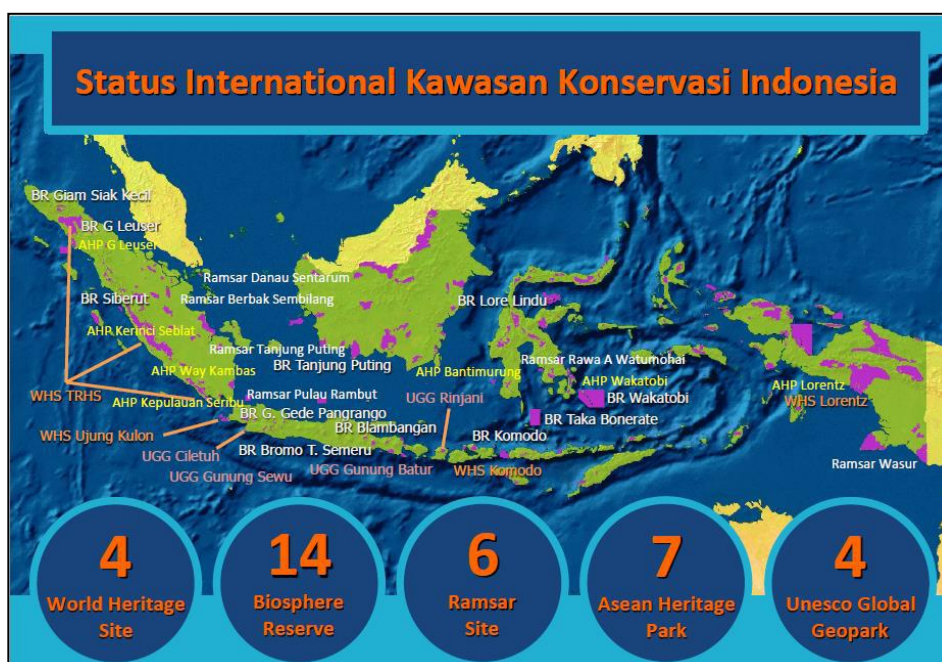 Status International Kawasan Konservasi Indonesia
BR Giam Siak Kecil
BR G Leuser
AHP G Leuser
Ramsar Danau Sentarum
BR Siberut
Ramsar Berbak Sembilang
BR Lore Lindu
AHP Kerinci Seblat
Ramsar Tanjung Puting
BR Tanjung Puting
AHP Way Kambas
AHP Bantimurung
Ramsar Rawa A Watumohai
AHP Wakatobi
AHP Lorentz
WHS TRHS
AHP Kepulauan Seribu
Ramsar Pulau Rambut
UGG Rinjani
BR Wakatobi
WHS Lorentz
BR G. Gede Pangrango
BR Taka Bonerate
WHS Ujung Kulon
BR Blambangan
BR Komodo
UGG Ciletuh
BR Bromo T. Semeru
UGG Gunung Sewu
UGG Gunung Batur
WHS Komodo
Ramsar Wasur
4
World Heritage
Site
14
Biosphere
Reserve
6
Ramsar
Site
7
Asean Heritage
Park
4
Unesco Global
Geopark